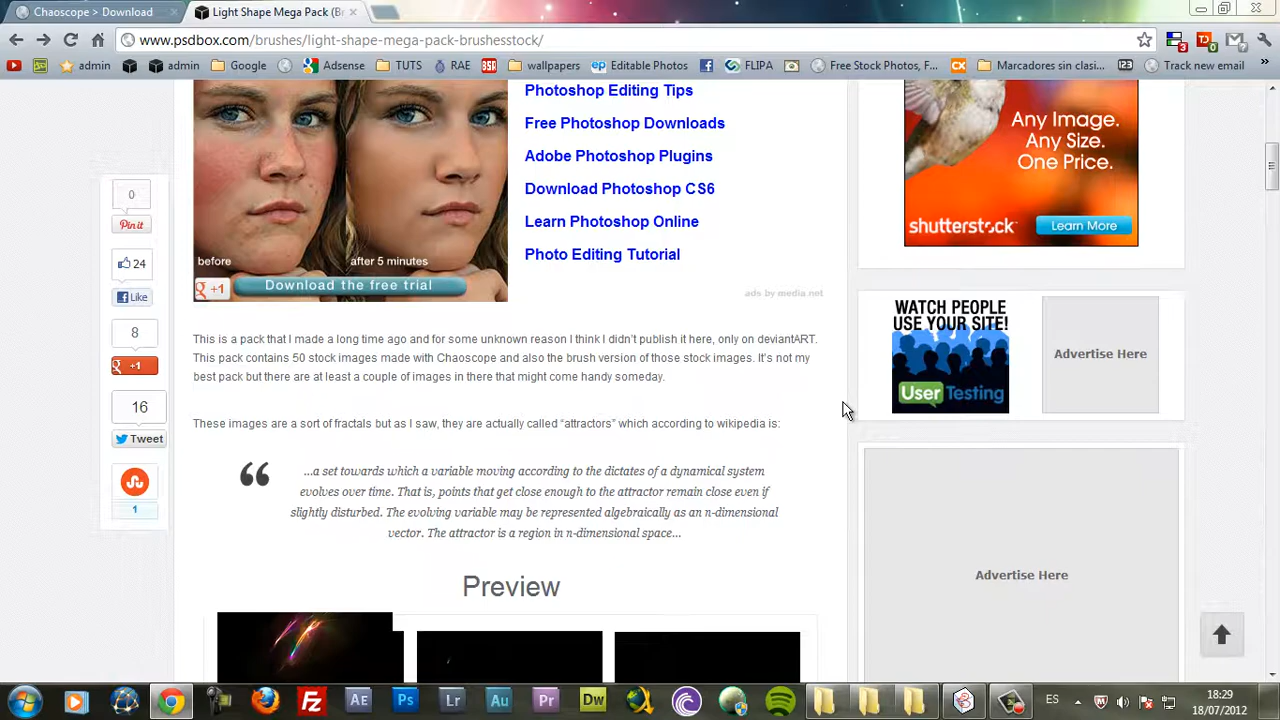 Chaoscope > Download
Light Shape Mega Pack (B
www.psdbox.com/brushes/light-shape-mega-pack-brushesstock/
admin
admin
Google
Adsense
TUTS
RAE
wallpapers
ep Editable Photos
FLIPA
Free Stock Photos, F...
CX
Marcadores sin clasi...
123
Track new email
before
after 5 minutes
g +1
Download the free trial
Photoshop Editing Tips
Free Photoshop Downloads
Adobe Photoshop Plugins
Download Photoshop CS6
Learn Photoshop Online
Photo Editing Tutorial
ads by media.net
Any Image.
Any Size.
One Price.
shutterstock
Learn More
0
Pin it
24
Like
8
g +1
16
Tweet
1
This is a pack that I made a long time ago and for some unknown reason I think I didn't publish it here, only on deviantART.
This pack contains 50 stock images made with Chaoscope and also the brush version of those stock images. It's not my
best pack but there are at least a couple of images in there that might come handy someday.
These images are a sort of fractals but as I saw, they are actually called “attractors” which according to wikipedia is:
“ ...a set towards which a variable moving according to the dictates of a dynamical system
evolves over time. That is, points that get close enough to the attractor remain close even if
slightly disturbed. The evolving variable may be represented algebraically as an n-dimensional
vector. The attractor is a region in n-dimensional space...
Preview
WATCH PEOPLE
USE YOUR SITE!
User Testing
Advertise Here
Advertise Here
AE
Ps
Lr
Au
Pr
Dw
ES
18:29
18/07/2012